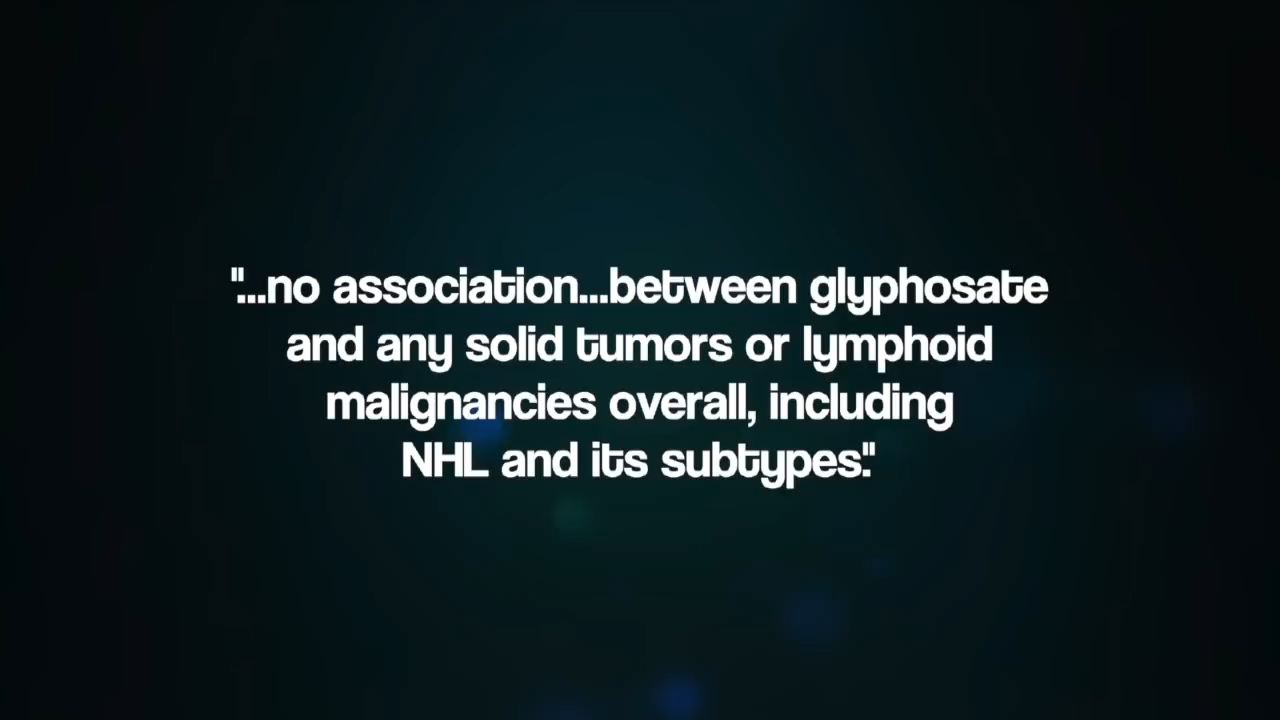 "...no association...between glyphosate
and any solid tumors or lymphoid
malignancies overall, including
NHL and its subtypes."